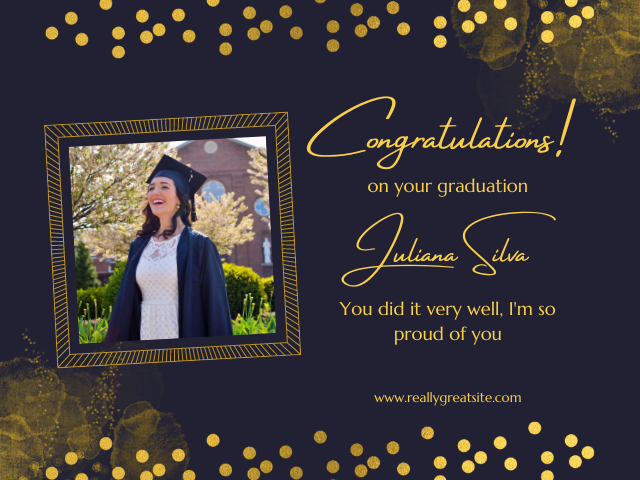 Congratulations!
on your graduation
Juliana Silva
You did it very well, I'm so
proud of you
www.reallygreatsite.com